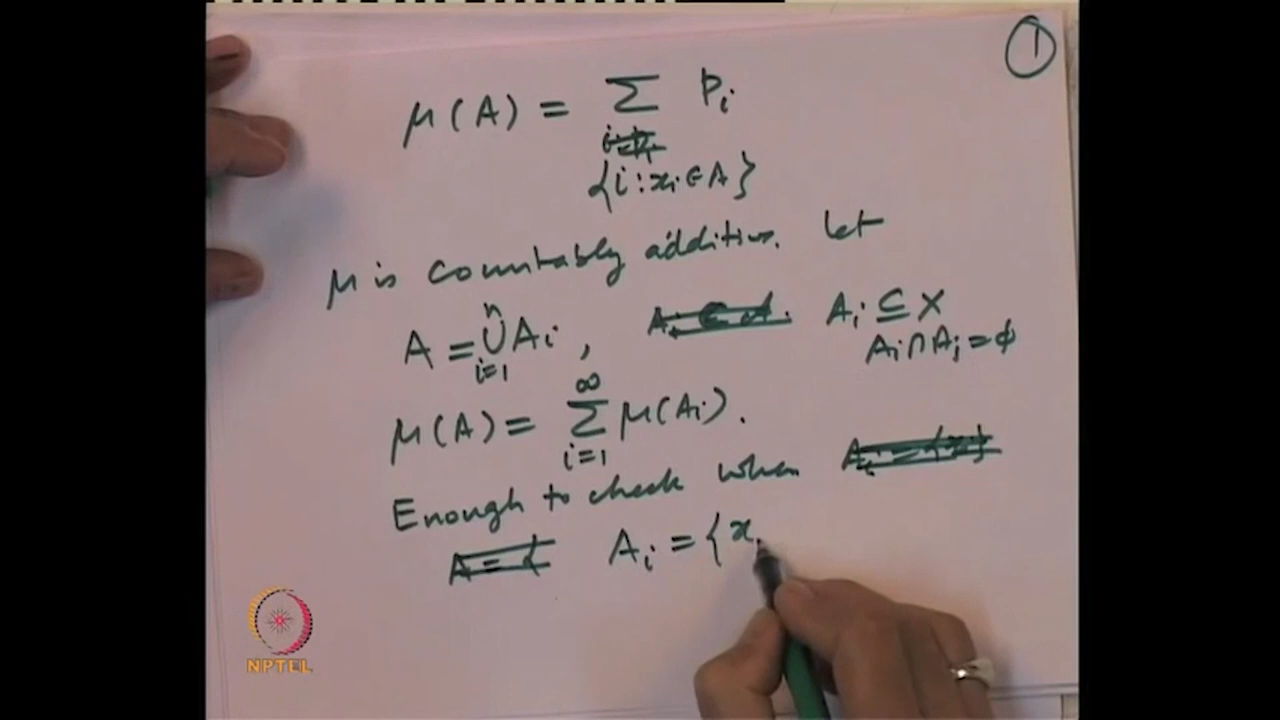 ①
μ(A) = Σ Pᵢ
{i : xᵢ ∈ A}
μ is countably additive. Let
A = ⋃ⁿᵢ₌₁ Aᵢ , Aᵢ ⊆ X
Aᵢ ∩ Aⱼ = ϕ
μ(A) = Σ^∞ᵢ₌₁ μ(Aᵢ).
Enough to check when
Aᵢ = {x
NPTEL